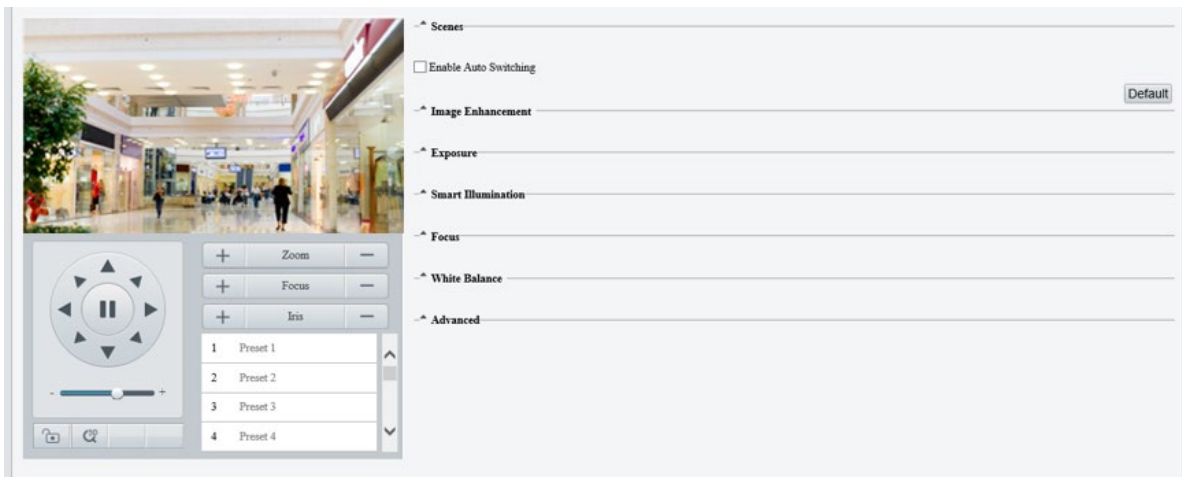 Scenes
Enable Auto Switching
Default
Image Enhancement
Exposure
Smart Illumination
Focus
White Balance
Advanced
+ Zoom −
+ Focus −
+ Iris −
1 Preset 1
2 Preset 2
3 Preset 3
4 Preset 4
- +